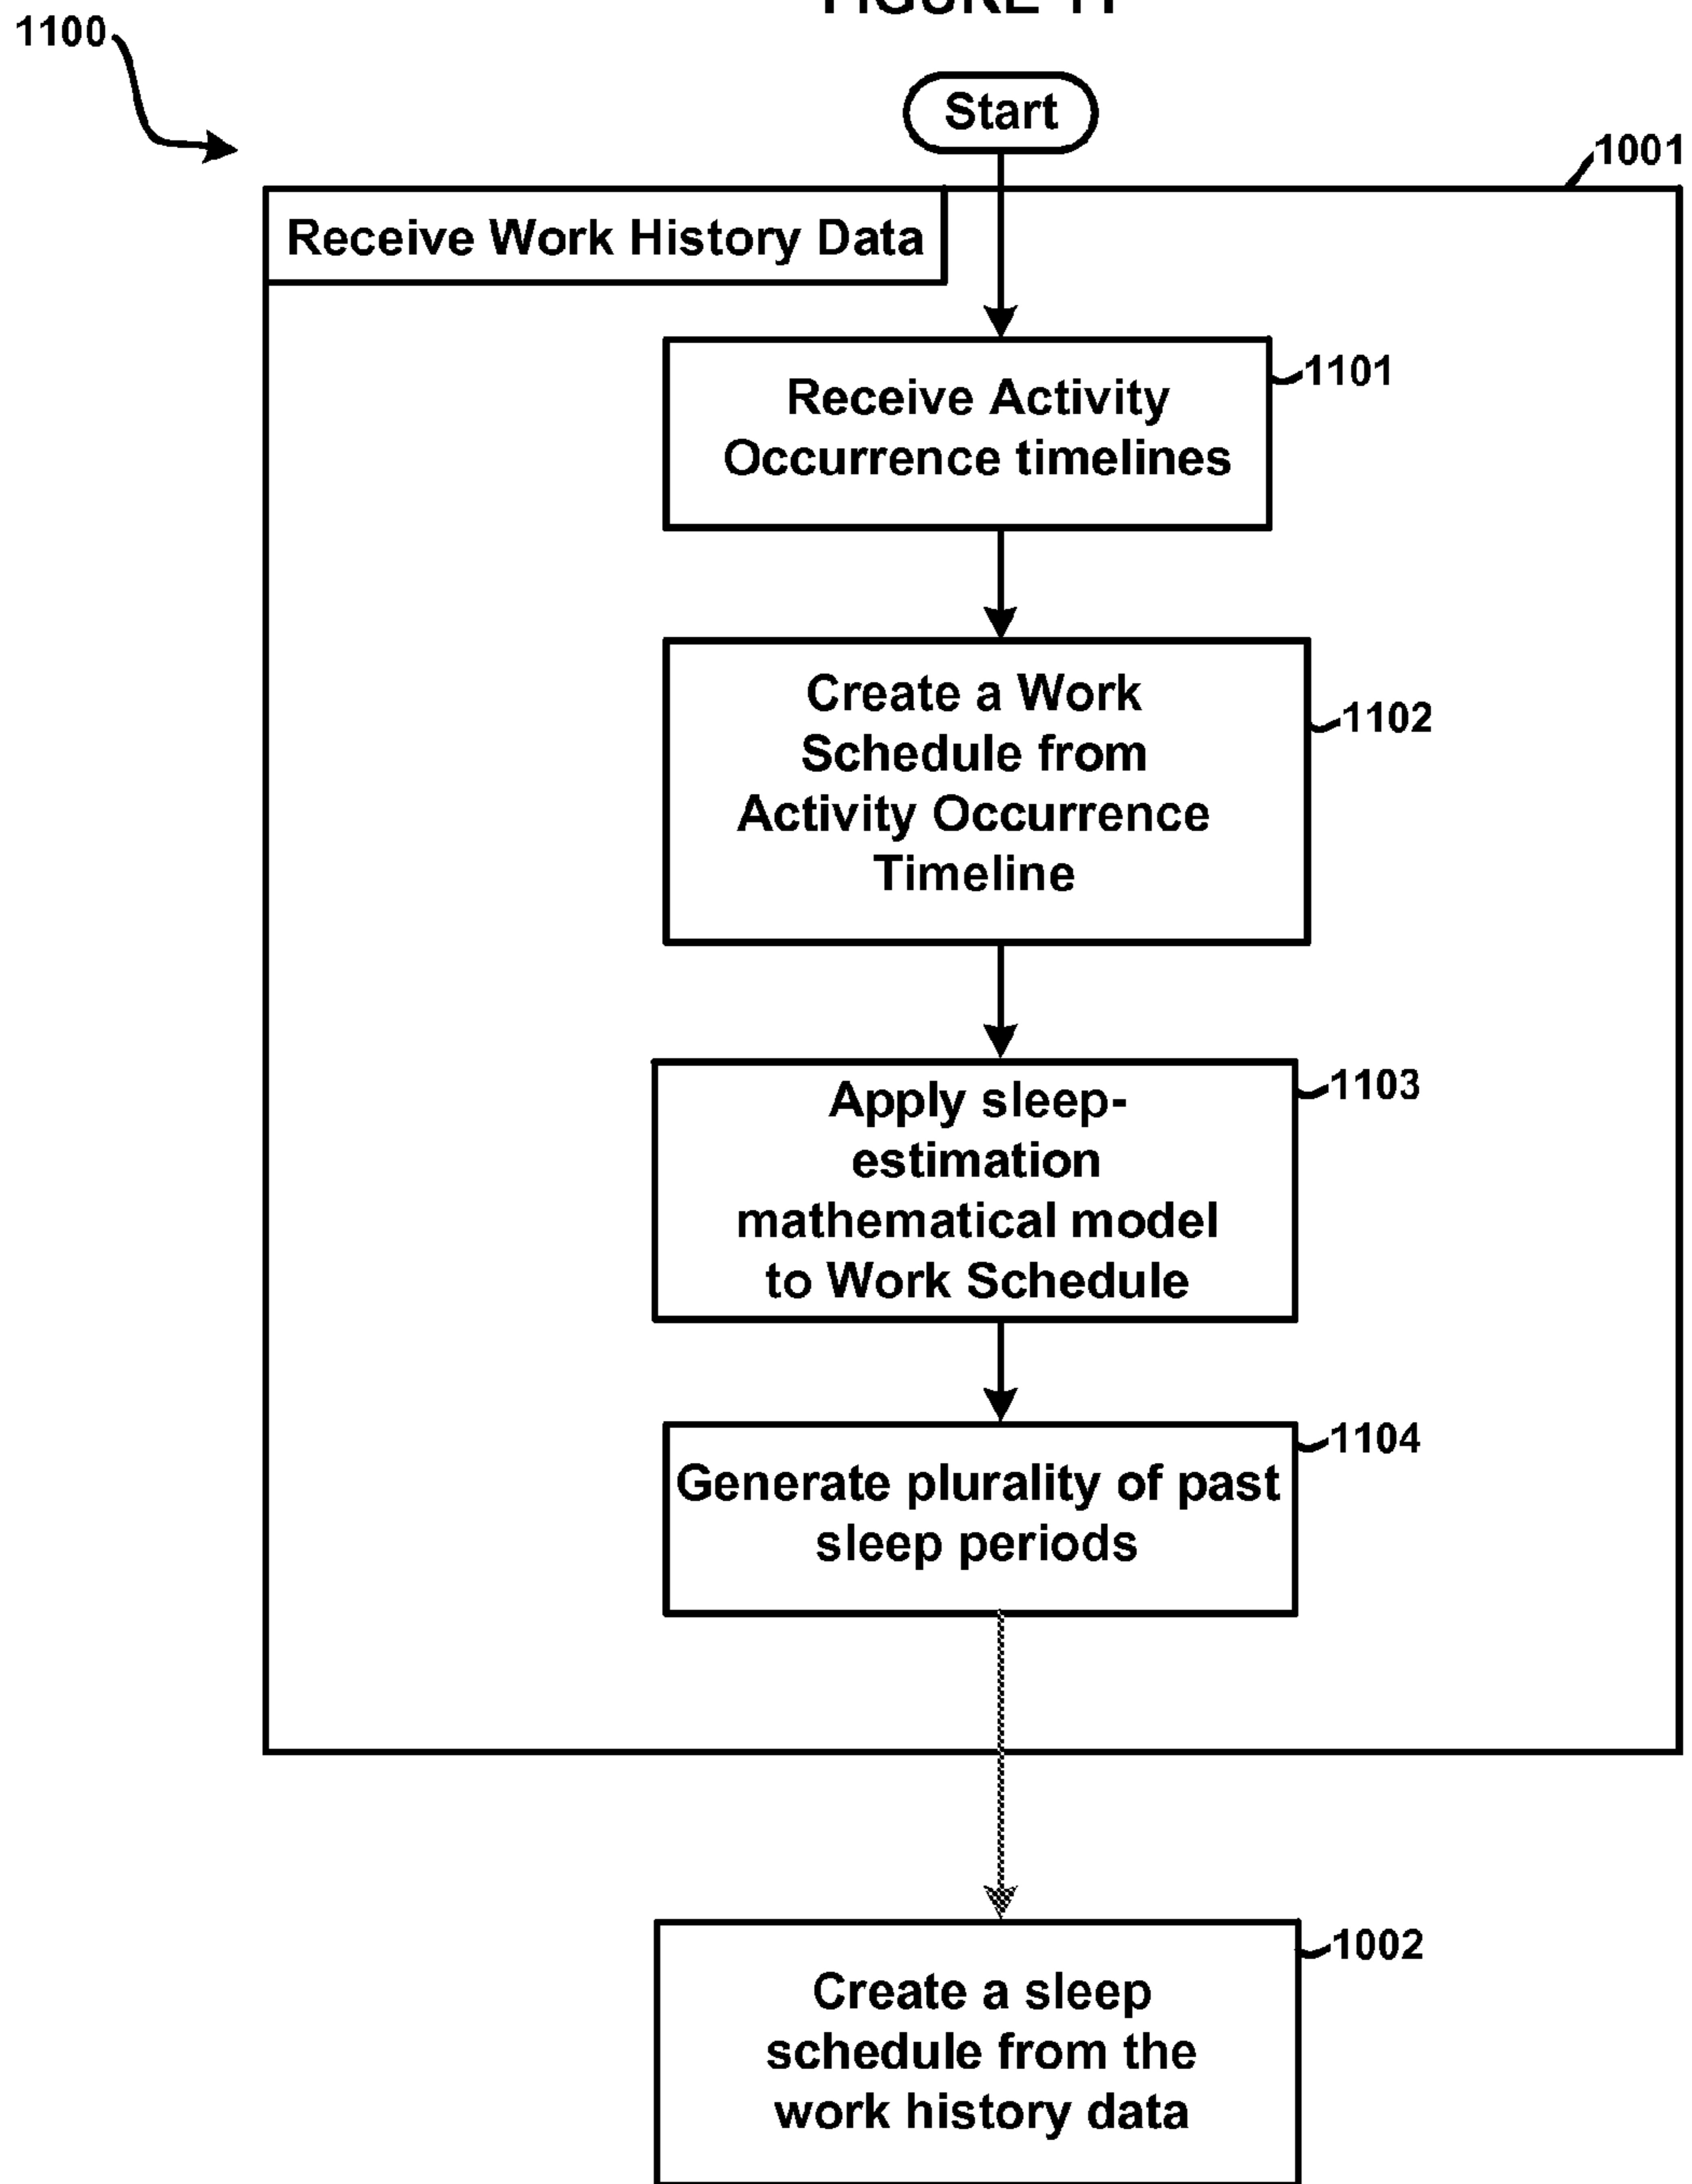 FIGURE 11
1100
Start
1001
Receive Work History Data
Receive Activity
Occurrence timelines
1101
Create a Work
Schedule from
Activity Occurrence
Timeline
1102
Apply sleep-
estimation
mathematical model
to Work Schedule
1103
Generate plurality of past
sleep periods
1104
Create a sleep
schedule from the
work history data
1002